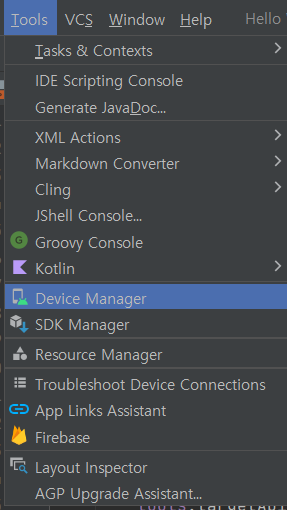 Tools VCS Window Help Hello
Tasks & Contexts
IDE Scripting Console
Generate JavaDoc...
XML Actions
Markdown Converter
Cling
JShell Console...
G Groovy Console
Kotlin
Device Manager
SDK Manager
Resource Manager
Troubleshoot Device Connections
App Links Assistant
Firebase
Layout Inspector
AGP Upgrade Assistant...